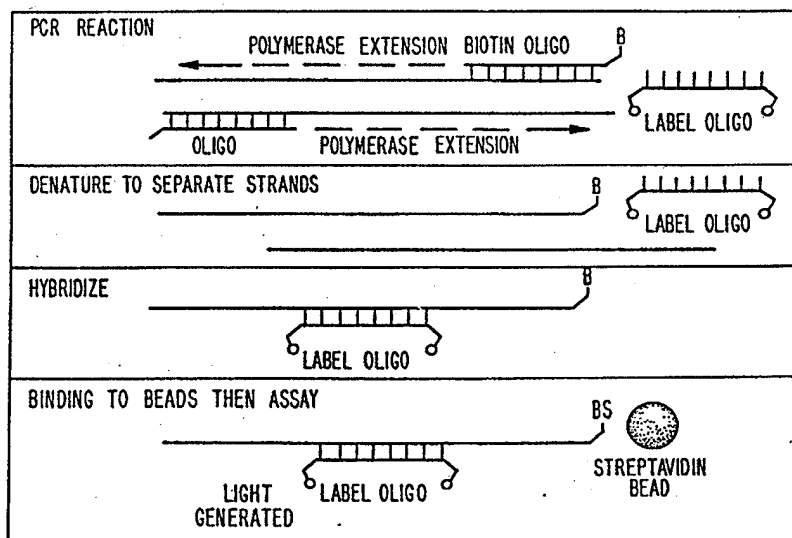 PCR REACTION
B
POLYMERASE EXTENSION BIOTIN OLIGO
LABEL OLIGO
OLIGO POLYMERASE EXTENSION
DENATURE TO SEPARATE STRANDS
B
LABEL OLIGO
HYBRIDIZE
B
LABEL OLIGO
BINDING TO BEADS THEN ASSAY
BS
STREPTAVIDIN
BEAD
LIGHT
GENERATED
LABEL OLIGO